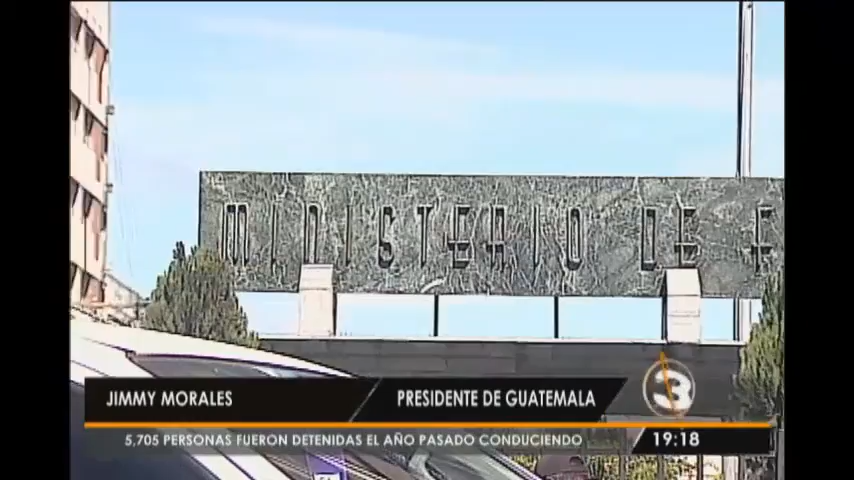 MINISTERIO DE F
JIMMY MORALES
PRESIDENTE DE GUATEMALA
3
5,705 PERSONAS FUERON DETENIDAS EL AÑO PASADO CONDUCIENDO
19:18